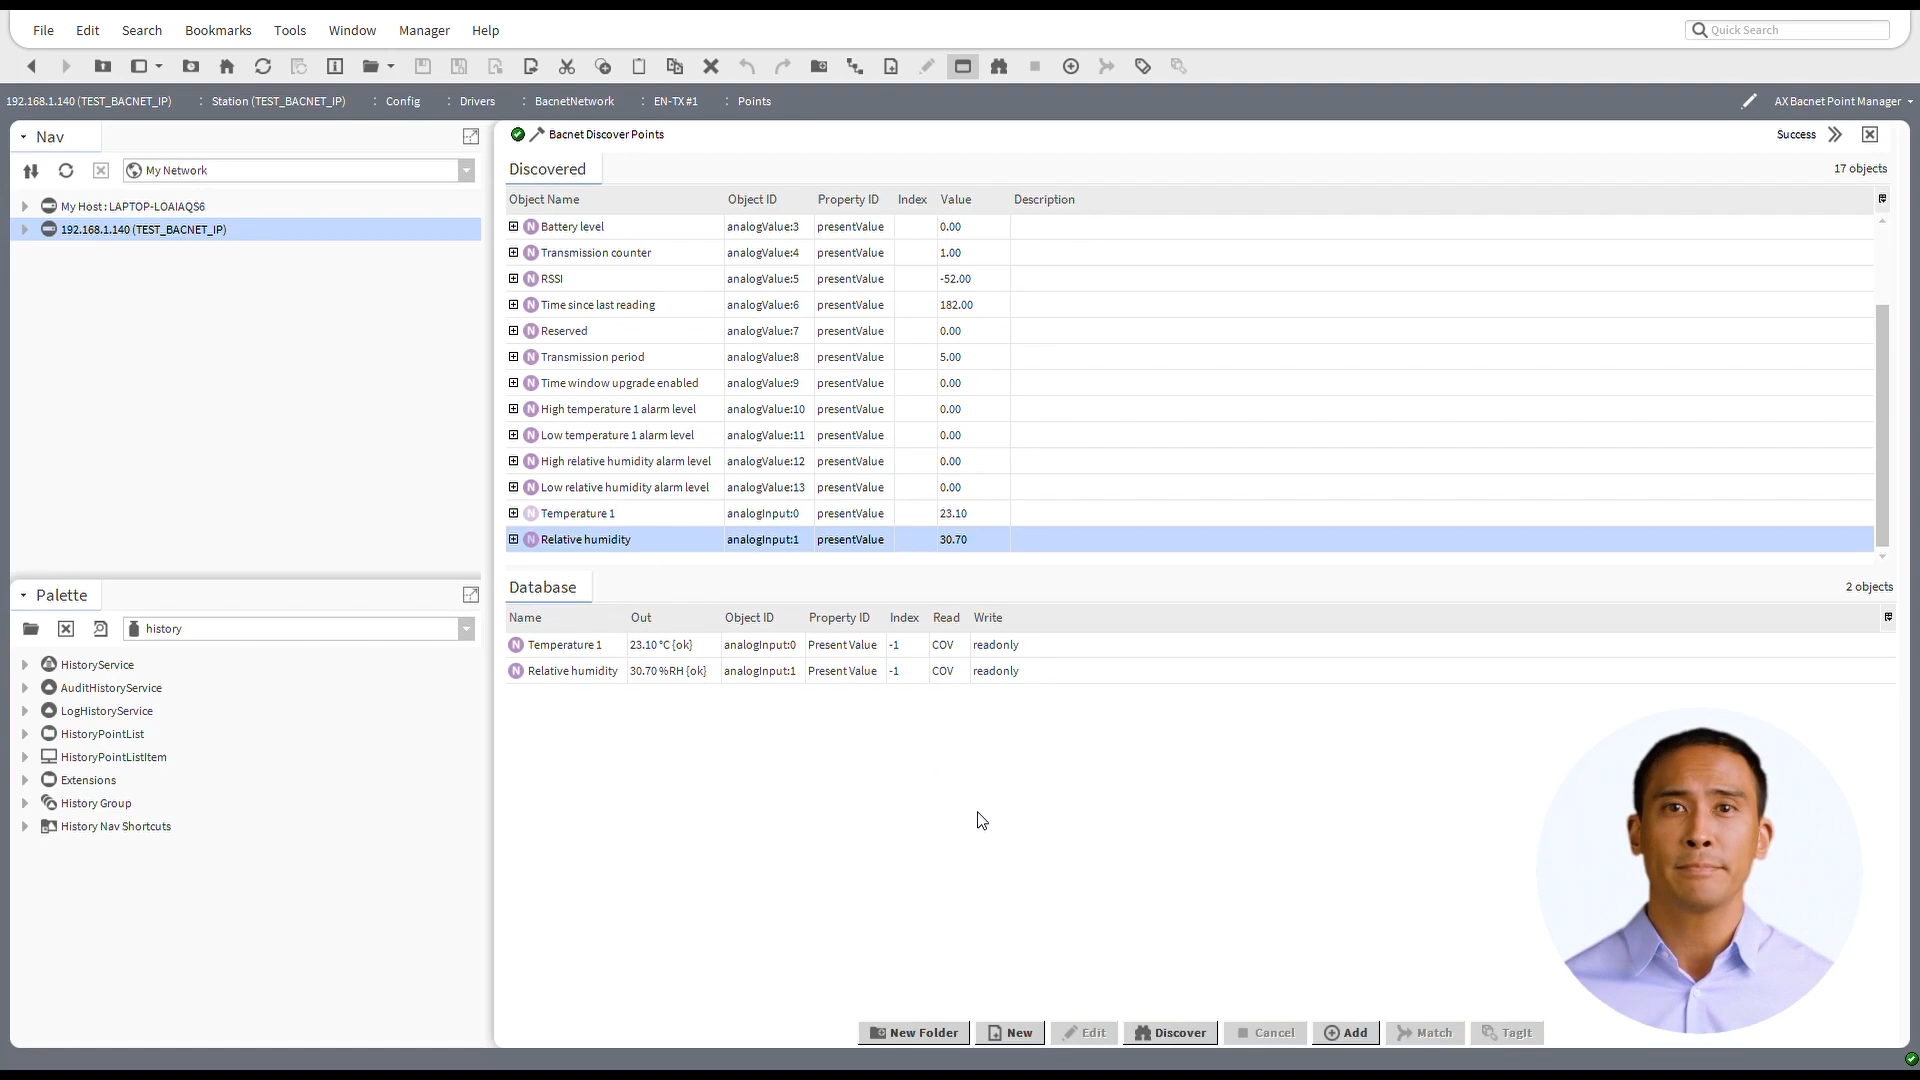 File Edit Search Bookmarks Tools Window Manager Help
Quick Search
192.168.1.140 (TEST_BACNET_IP) : Station (TEST_BACNET_IP) : Config : Drivers : BacnetNetwork : EN-TX #1 : Points
AX Bacnet Point Manager
Nav
My Network
My Host : LAPTOP-LOAIAQS6
192.168.1.140 (TEST_BACNET_IP)
Palette
history
HistoryService
AuditHistoryService
LogHistoryService
HistoryPointList
HistoryPointListItem
Extensions
History Group
History Nav Shortcuts
Bacnet Discover Points
Success
Discovered
17 objects
Object Name Object ID Property ID Index Value Description
N Battery level analogValue:3 presentValue 0.00
N Transmission counter analogValue:4 presentValue 1.00
N RSSI analogValue:5 presentValue -52.00
N Time since last reading analogValue:6 presentValue 182.00
N Reserved analogValue:7 presentValue 0.00
N Transmission period analogValue:8 presentValue 5.00
N Time window upgrade enabled analogValue:9 presentValue 0.00
N High temperature 1 alarm level analogValue:10 presentValue 0.00
N Low temperature 1 alarm level analogValue:11 presentValue 0.00
N High relative humidity alarm level analogValue:12 presentValue 0.00
N Low relative humidity alarm level analogValue:13 presentValue 0.00
N Temperature 1 analogInput:0 presentValue 23.10
N Relative humidity analogInput:1 presentValue 30.70
Database
2 objects
Name Out Object ID Property ID Index Read Write
N Temperature 1 23.10 °C {ok} analogInput:0 Present Value -1 COV readonly
N Relative humidity 30.70 %RH {ok} analogInput:1 Present Value -1 COV readonly
New Folder New Edit Discover Cancel Add Match TagIt